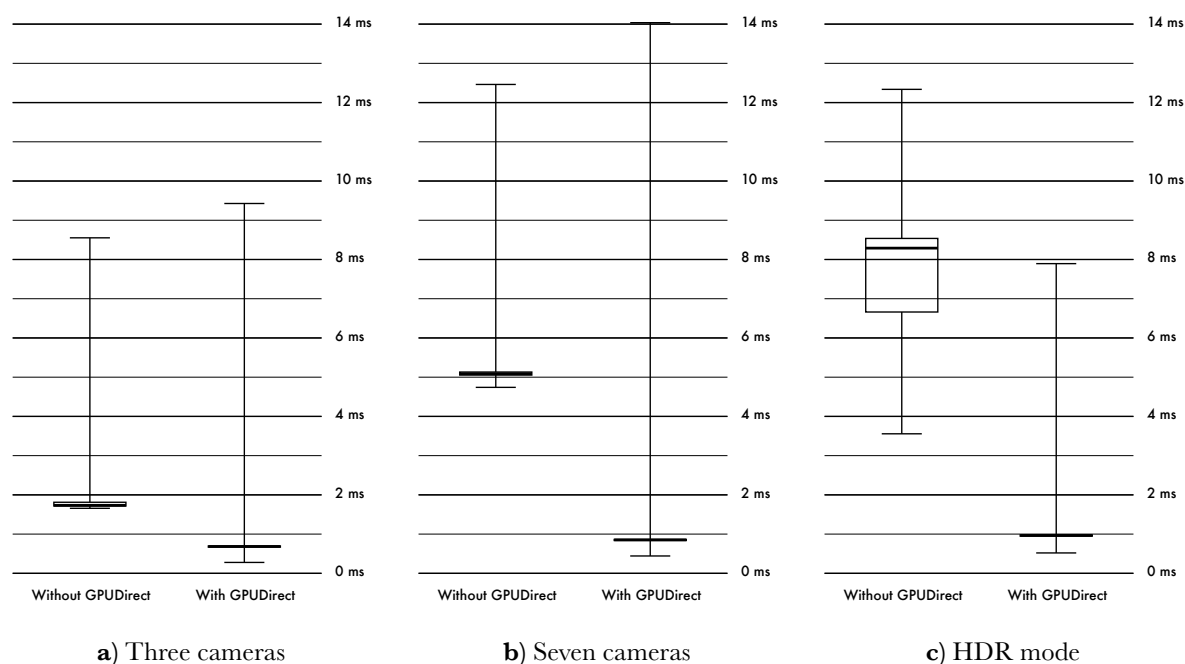 14 ms
12 ms
10 ms
8 ms
6 ms
4 ms
2 ms
0 ms
Without GPUDirect With GPUDirect
a) Three cameras
14 ms
12 ms
10 ms
8 ms
6 ms
4 ms
2 ms
0 ms
Without GPUDirect With GPUDirect
b) Seven cameras
14 ms
12 ms
10 ms
8 ms
6 ms
4 ms
2 ms
0 ms
Without GPUDirect With GPUDirect
c) HDR mode